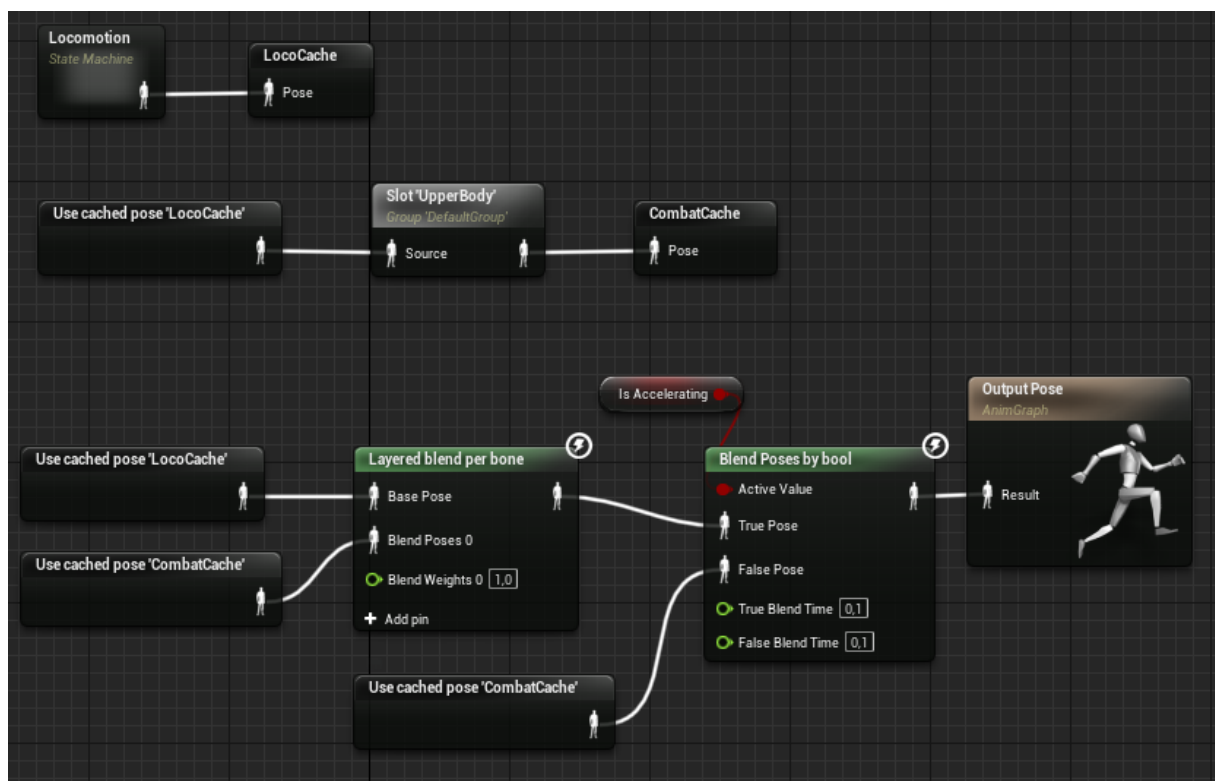 Locomotion
State Machine
LocoCache
Pose
Use cached pose 'LocoCache'
Slot 'UpperBody'
Group 'DefaultGroup'
Source
CombatCache
Pose
Is Accelerating
Output Pose
AnimGraph
Result
Use cached pose 'LocoCache'
Use cached pose 'CombatCache'
Layered blend per bone
Base Pose
Blend Poses 0
Blend Weights 0 1,0
Add pin
Blend Poses by bool
Active Value
True Pose
False Pose
True Blend Time 0,1
False Blend Time 0,1
Use cached pose 'CombatCache'